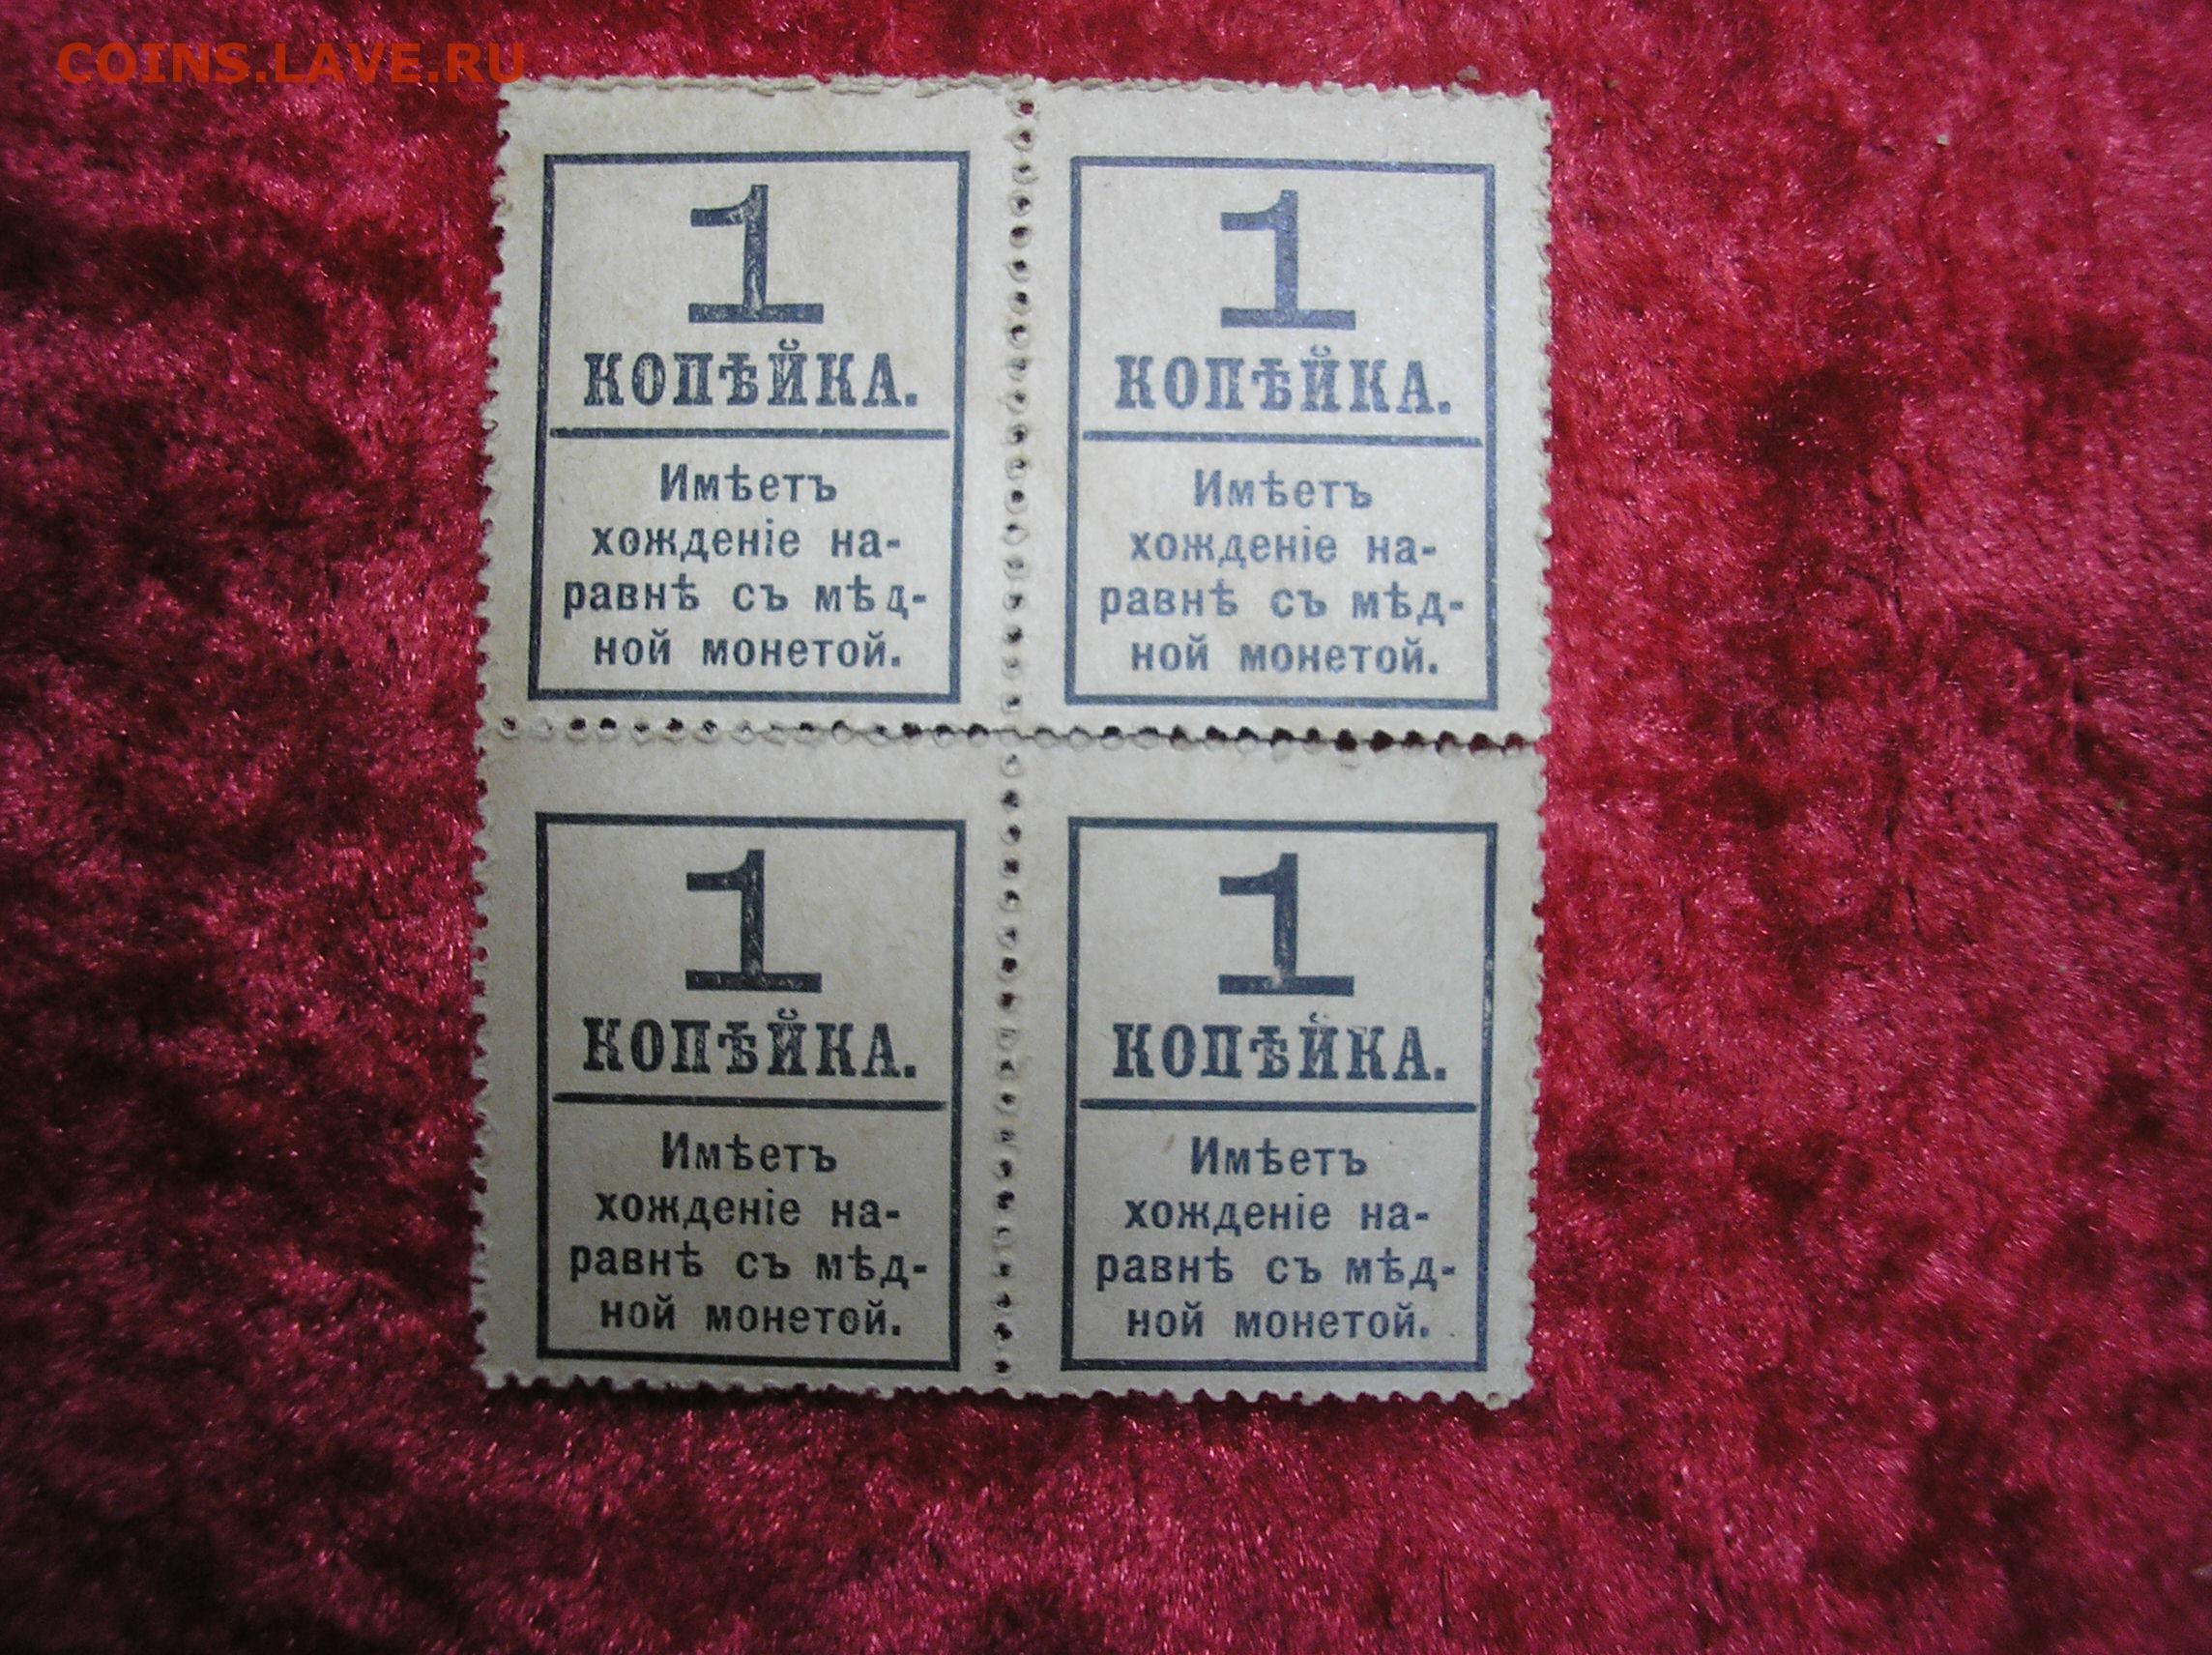 COINS.LAVE.RU
1
КОПѢЙКА.
Имѣетъ
хожденіе на-
равнѣ съ мѣд-
ной монетой.
1
КОПѢЙКА.
Имѣетъ
хожденіе на-
равнѣ съ мѣд-
ной монетой.
1
КОПѢЙКА.
Имѣетъ
хожденіе на-
равнѣ съ мѣд-
ной монетой.
1
КОПѢЙКА.
Имѣетъ
хожденіе на-
равнѣ съ мѣд-
ной монетой.